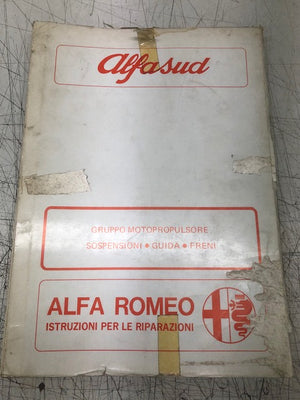 alfasud
GRUPPO MOTOPROPULSORE
SOSPENSIONI • GUIDA • FRENI
ALFA ROMEO
ISTRUZIONI PER LE RIPARAZIONI